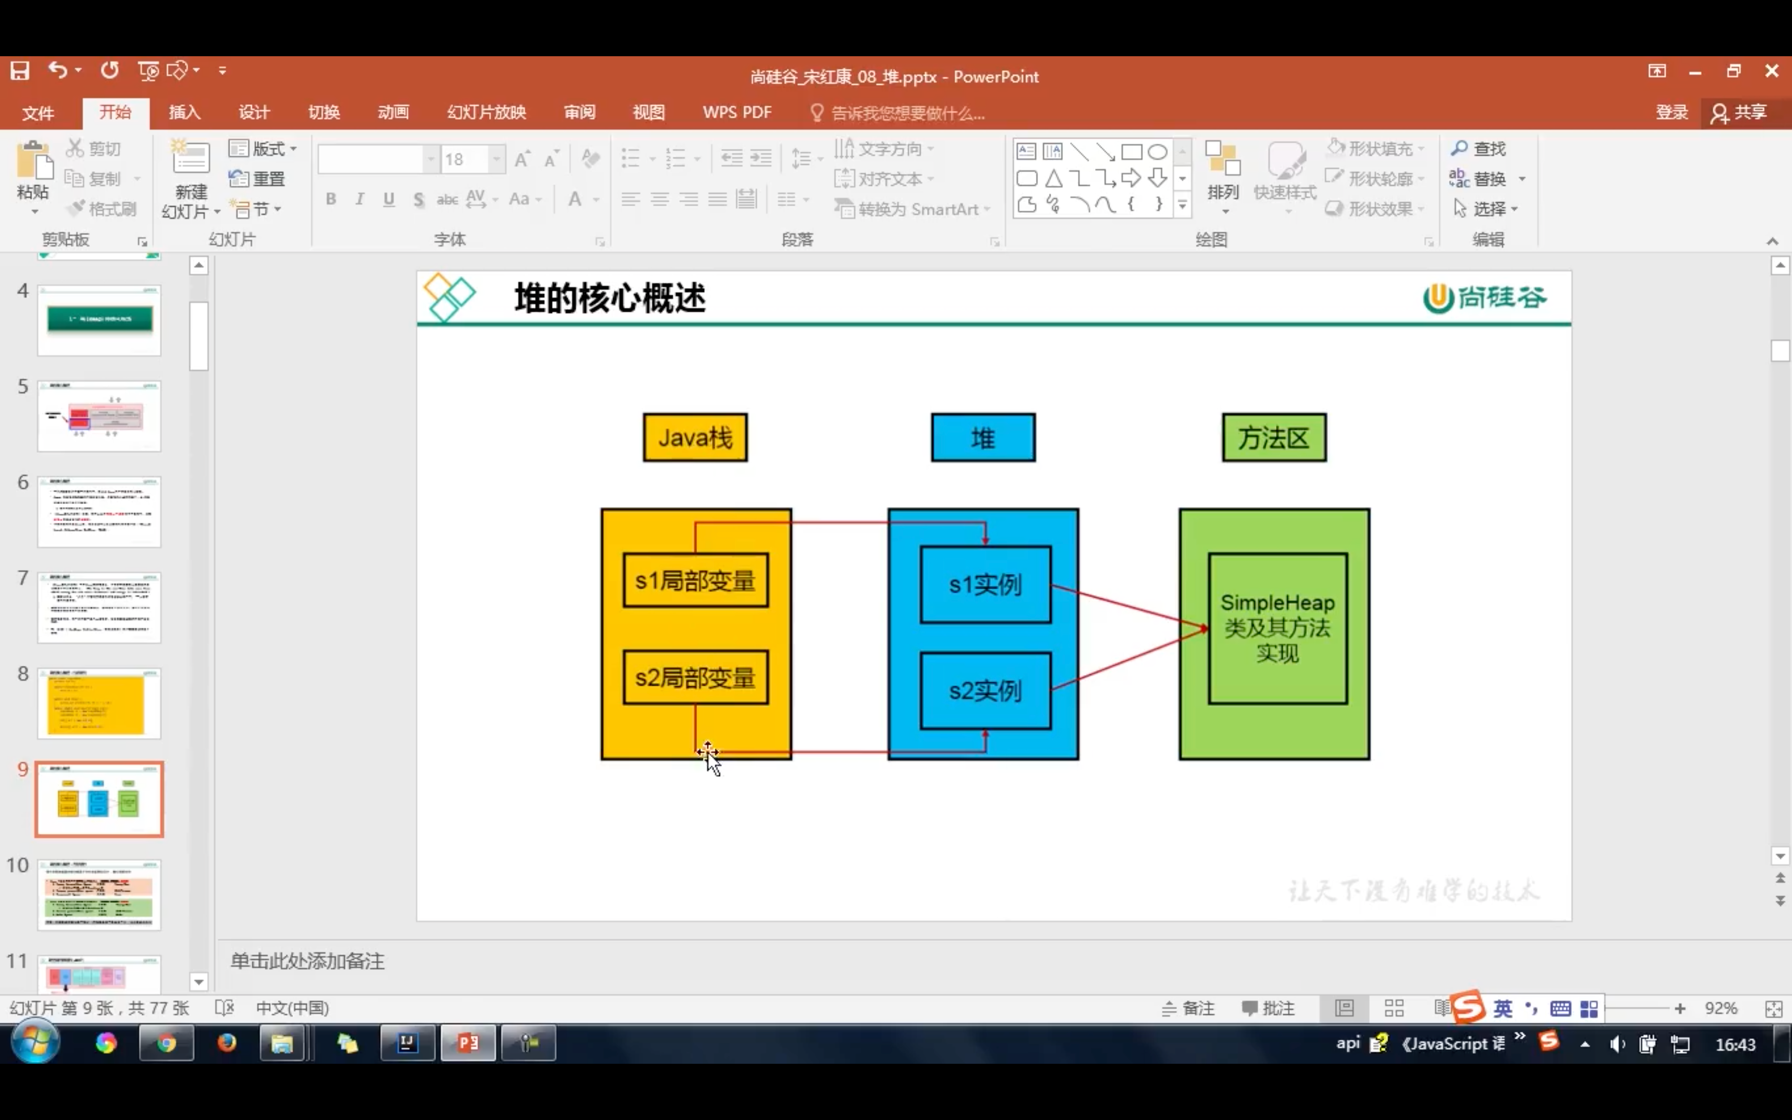 尚硅谷_宋红康_08_堆.pptx - PowerPoint
文件 开始 插入 设计 切换 动画 幻灯片放映 审阅 视图 WPS PDF 告诉我您想要做什么... 登录 共享
粘贴 剪切 复制 格式刷
剪贴板
新建
幻灯片
版式 重置 节
幻灯片
18
B I U S abc AV Aa A
字体
文字方向
对齐文本
转换为 SmartArt
段落
排列 快速样式
形状填充
形状轮廓
形状效果
绘图
查找
替换
选择
编辑
4
5
6
7
8
9
10
11
堆的核心概述
尚硅谷
Java栈 堆 方法区
s1局部变量
s2局部变量
s1实例
s2实例
SimpleHeap
类及其方法
实现
让天下没有难学的技术
单击此处添加备注
幻灯片 第 9 张，共 77 张 中文(中国) 备注 批注 英 92%
api 《JavaScript 语 » 16:43